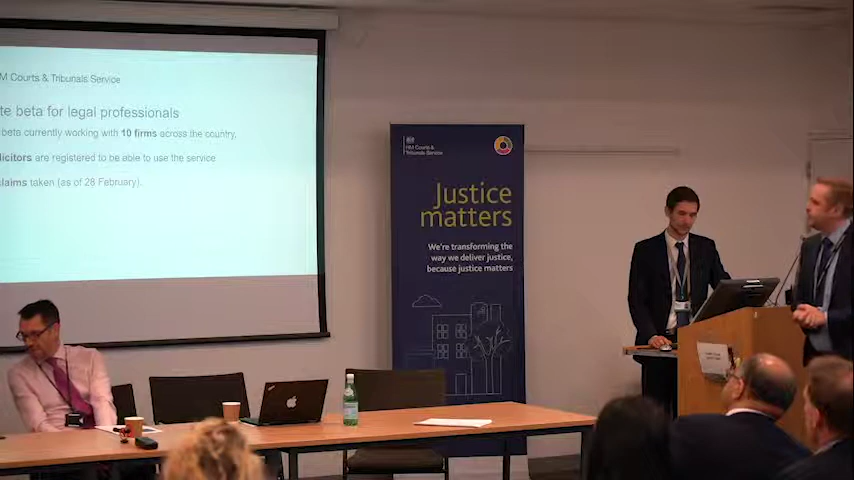 M Courts & Tribunals Service
te beta for legal professionals
beta currently working with 10 firms across the country,
licitors are registered to be able to use the service
claims taken (as of 28 February).
HM Courts &
Tribunals Service
Justice
matters
We're transforming the
way we deliver justice,
because justice matters